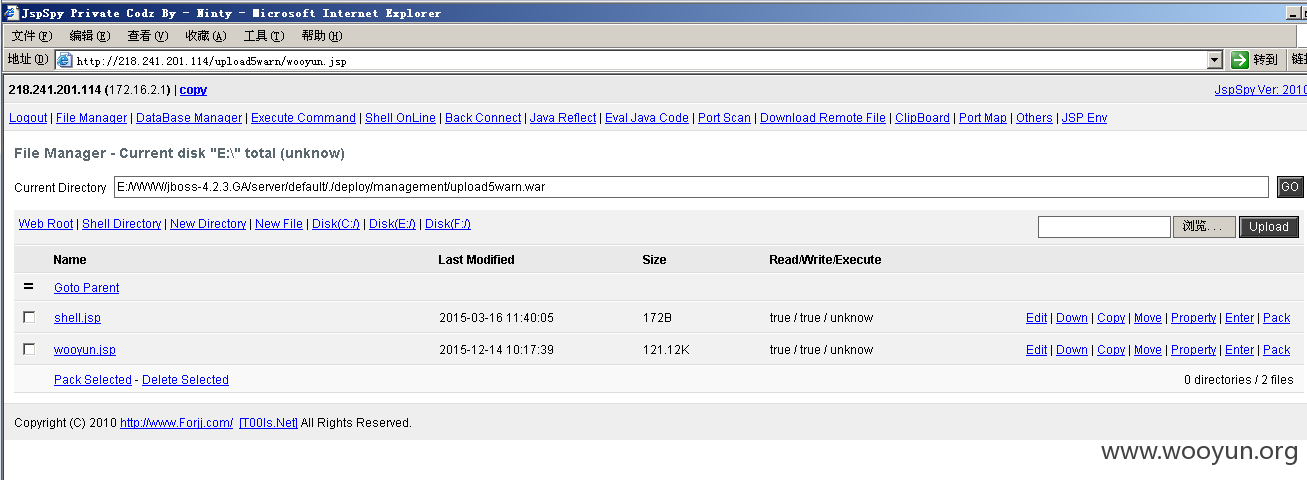 JspSpy Private Codz By - Ninty - Microsoft Internet Explorer
文件(F) 编辑(E) 查看(V) 收藏(A) 工具(T) 帮助(H)
地址(D) http://218.241.201.114/upload5warn/wooyun.jsp 转到
218.241.201.114 (172.16.2.1) | copy JspSpy Ver: 2010
Logout | File Manager | DataBase Manager | Execute Command | Shell OnLine | Back Connect | Java Reflect | Eval Java Code | Port Scan | Download Remote File | ClipBoard | Port Map | Others | JSP Env
File Manager - Current disk "E:\" total (unknow)
Current Directory E:/WWW/jboss-4.2.3.GA/server/default/./deploy/management/upload5warn.war GO
Web Root | Shell Directory | New Directory | New File | Disk(C:/) | Disk(E:/) | Disk(F:/) 浏览... Upload
Name Last Modified Size Read/Write/Execute
= Goto Parent
shell.jsp 2015-03-16 11:40:05 172B true / true / unknow Edit | Down | Copy | Move | Property | Enter | Pack
wooyun.jsp 2015-12-14 10:17:39 121.12K true / true / unknow Edit | Down | Copy | Move | Property | Enter | Pack
Pack Selected - Delete Selected 0 directories / 2 files
Copyright (C) 2010 http://www.Forjj.com/ [T00ls.Net] All Rights Reserved.
www.wooyun.org